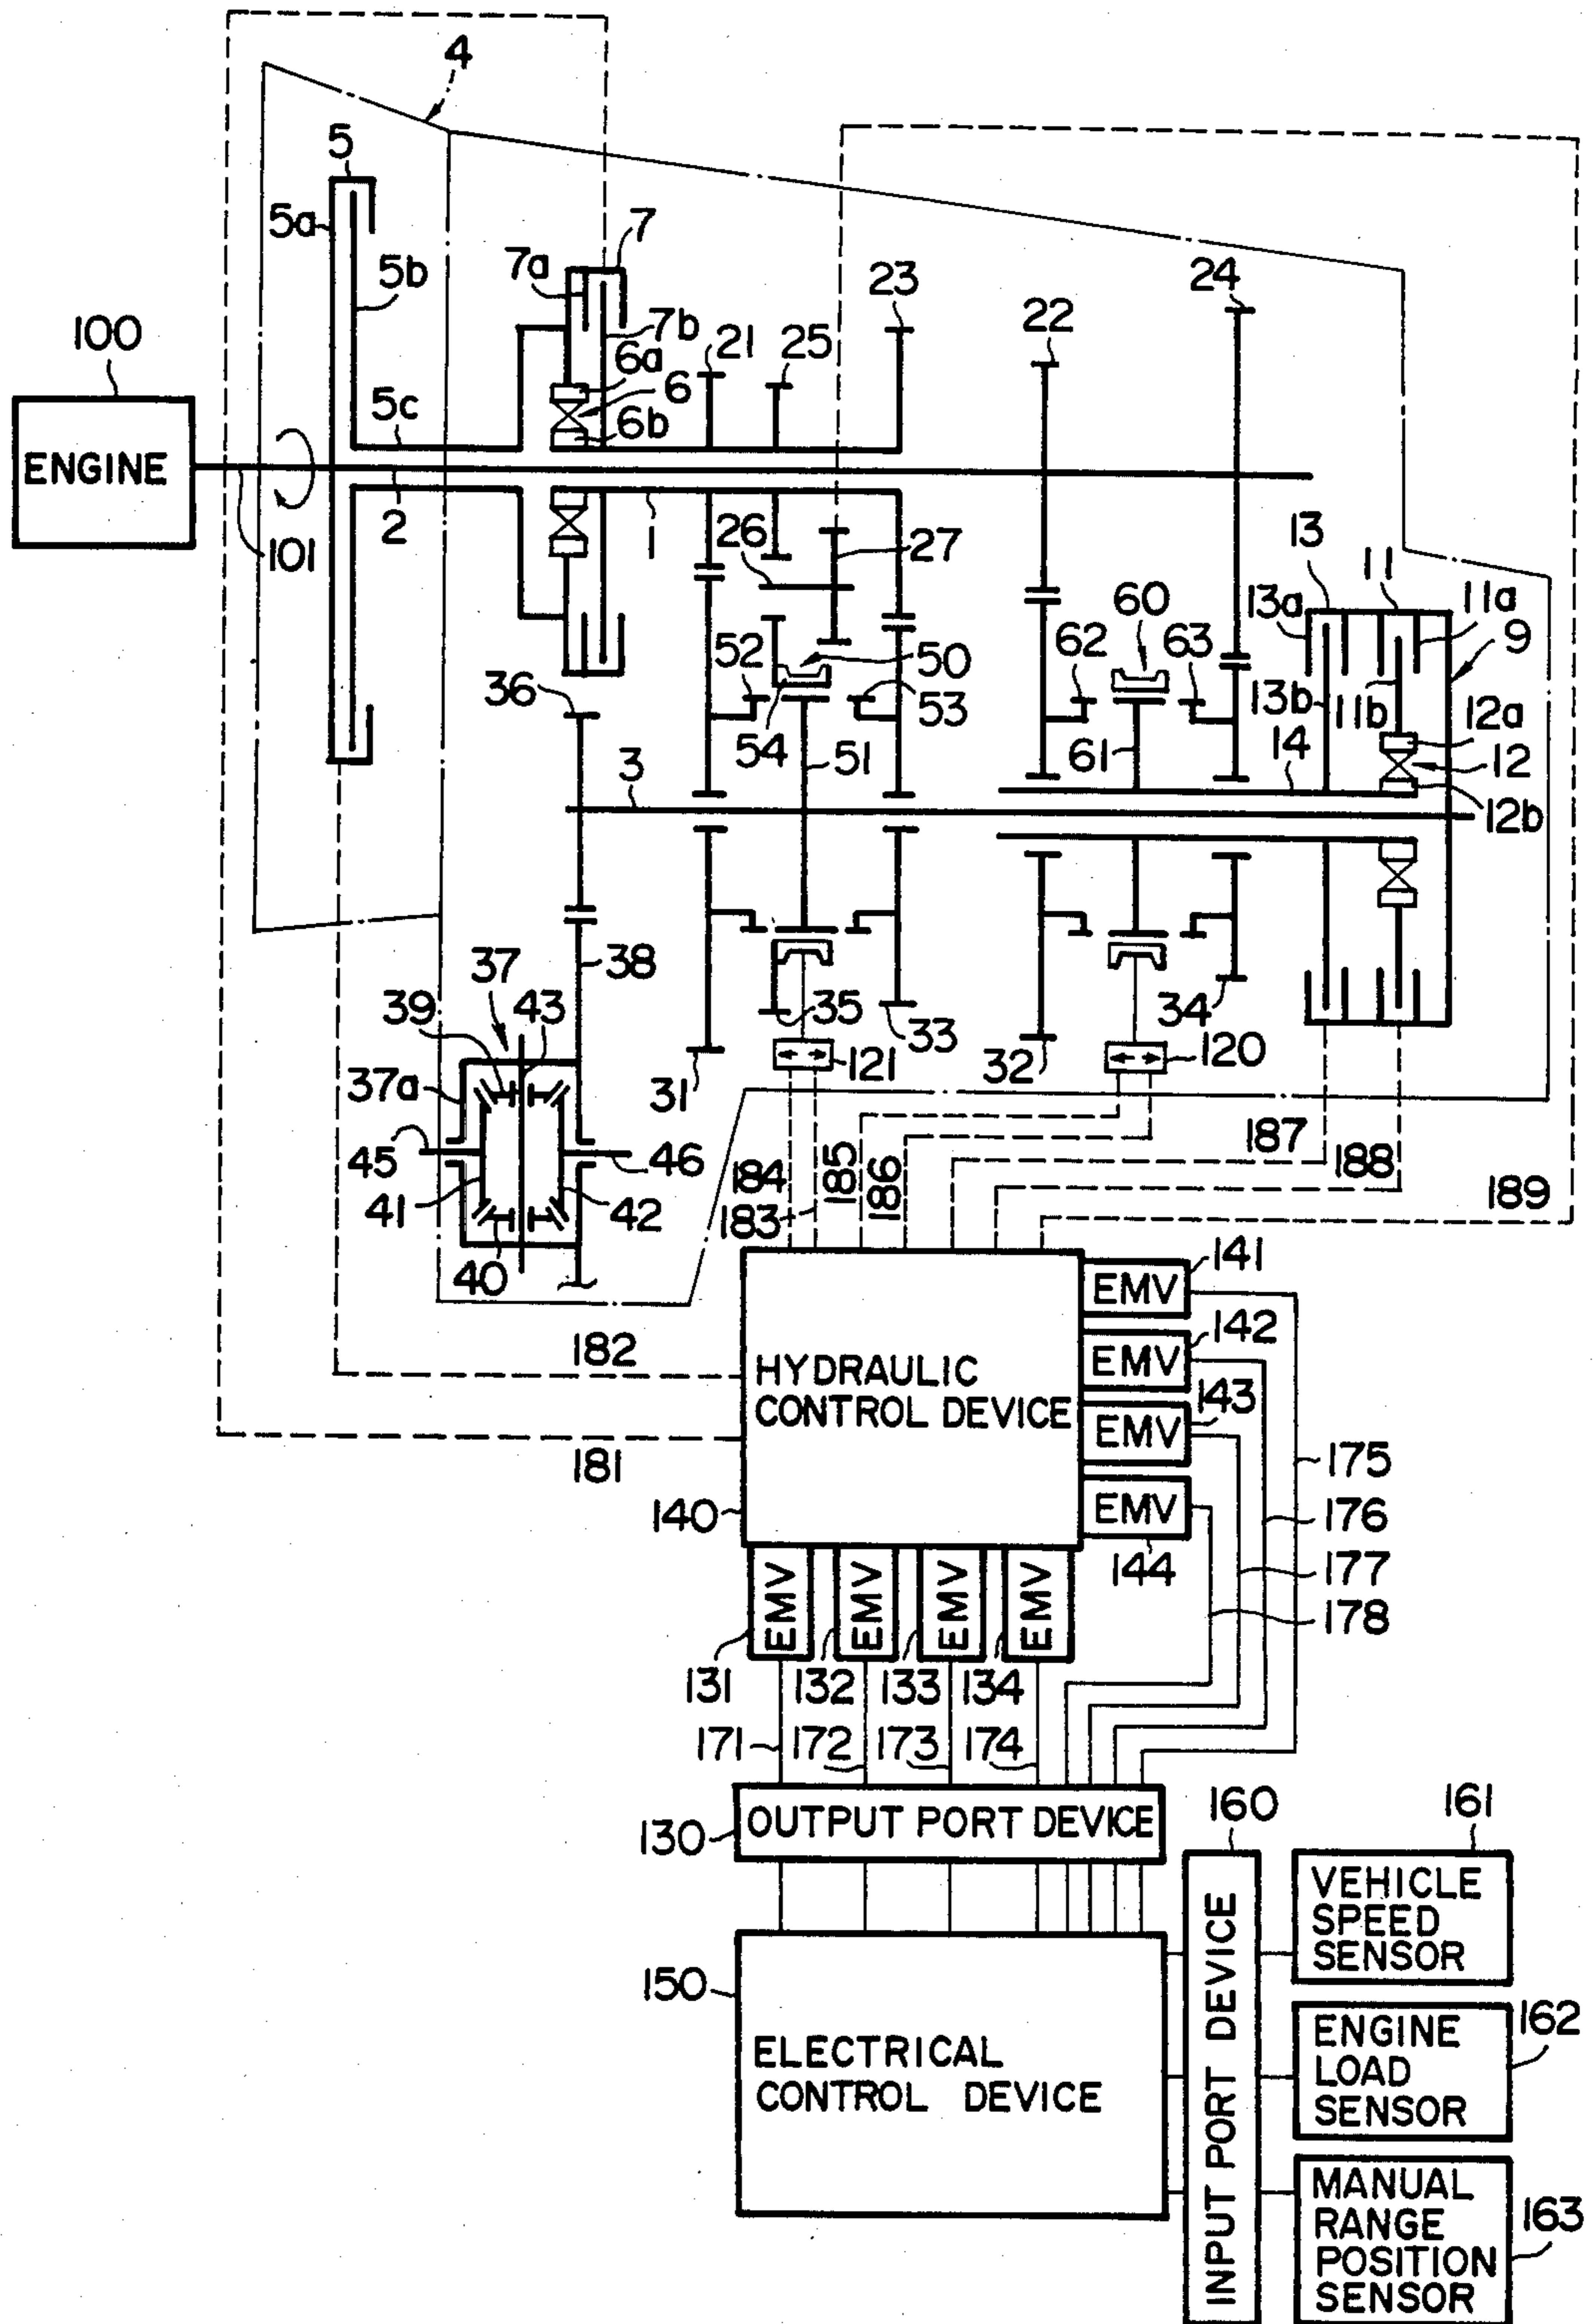 4
5
5a
5b
7
7a
7b
23
24
22
100
6a
21
25
6
5c
6b
ENGINE
2
101
1
26
27
13
11
13a
11a
60
9
52
50
62
63
36
53
13b
11b
12a
54
14
3
51
61
12
12b
37
38
39
43
35
34
33
32
121
120
37a
31
187
45
46
184
185
186
188
189
41
42
183
40
141
EMV
142
182
HYDRAULIC
CONTROL DEVICE
EMV
143
EMV
181
175
140
EMV
176
144
177
EMV
EMV
EMV
EMV
178
131
132
133
134
171
172
173
174
160
161
130
OUTPUT PORT DEVICE
VEHICLE
SPEED
SENSOR
150
INPUT PORT DEVICE
ELECTRICAL
CONTROL DEVICE
ENGINE
LOAD
SENSOR
162
MANUAL
RANGE
POSITION
SENSOR
163